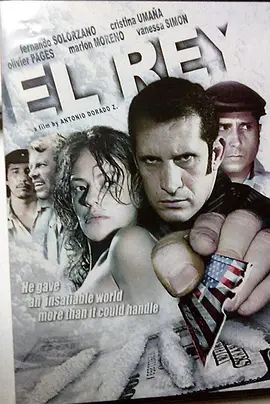 fernando SOLORZANO cristina UMAÑA
olivier PAGES marlon MORENO vanessa SIMON
EL REY
a film by ANTONIO DORADO Z.
He gave
an insatiable world
more than it could handle